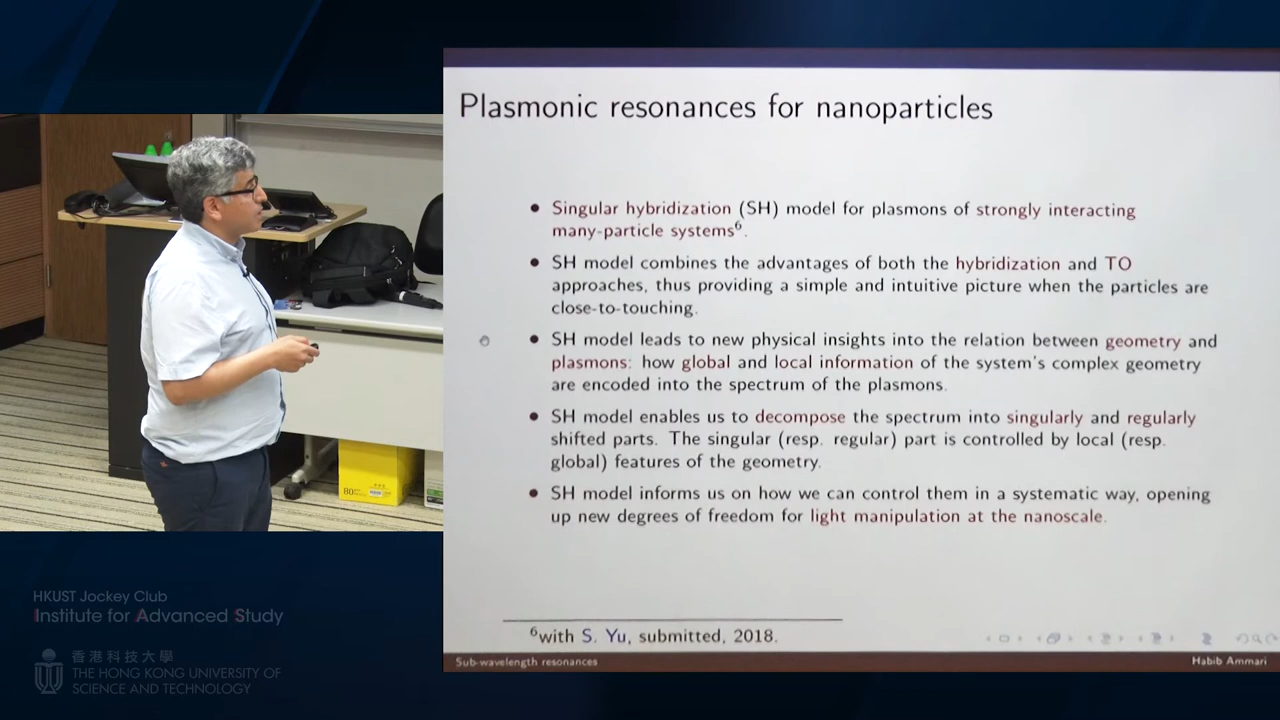 Plasmonic resonances for nanoparticles
• Singular hybridization (SH) model for plasmons of strongly interacting
many-particle systems⁶.
• SH model combines the advantages of both the hybridization and TO
approaches, thus providing a simple and intuitive picture when the particles are
close-to-touching.
• SH model leads to new physical insights into the relation between geometry and
plasmons: how global and local information of the system's complex geometry
are encoded into the spectrum of the plasmons.
• SH model enables us to decompose the spectrum into singularly and regularly
shifted parts. The singular (resp. regular) part is controlled by local (resp.
global) features of the geometry.
• SH model informs us on how we can control them in a systematic way, opening
up new degrees of freedom for light manipulation at the nanoscale.
⁶with S. Yu, submitted, 2018.
Sub-wavelength resonances
Habib Ammari
80
HKUST Jockey Club
Institute for Advanced Study
香港科技大學
THE HONG KONG UNIVERSITY OF
SCIENCE AND TECHNOLOGY